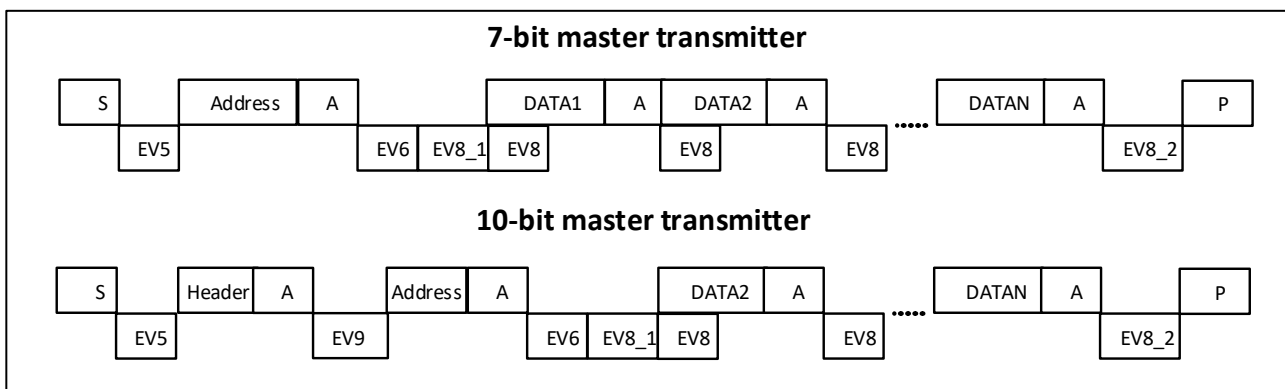 7-bit master transmitter
S Address A DATA1 A DATA2 A ..... DATAN A P
EV5 EV6 EV8_1 EV8 EV8 EV8 EV8_2
10-bit master transmitter
S Header A Address A DATA2 A ..... DATAN A P
EV5 EV9 EV6 EV8_1 EV8 EV8 EV8_2